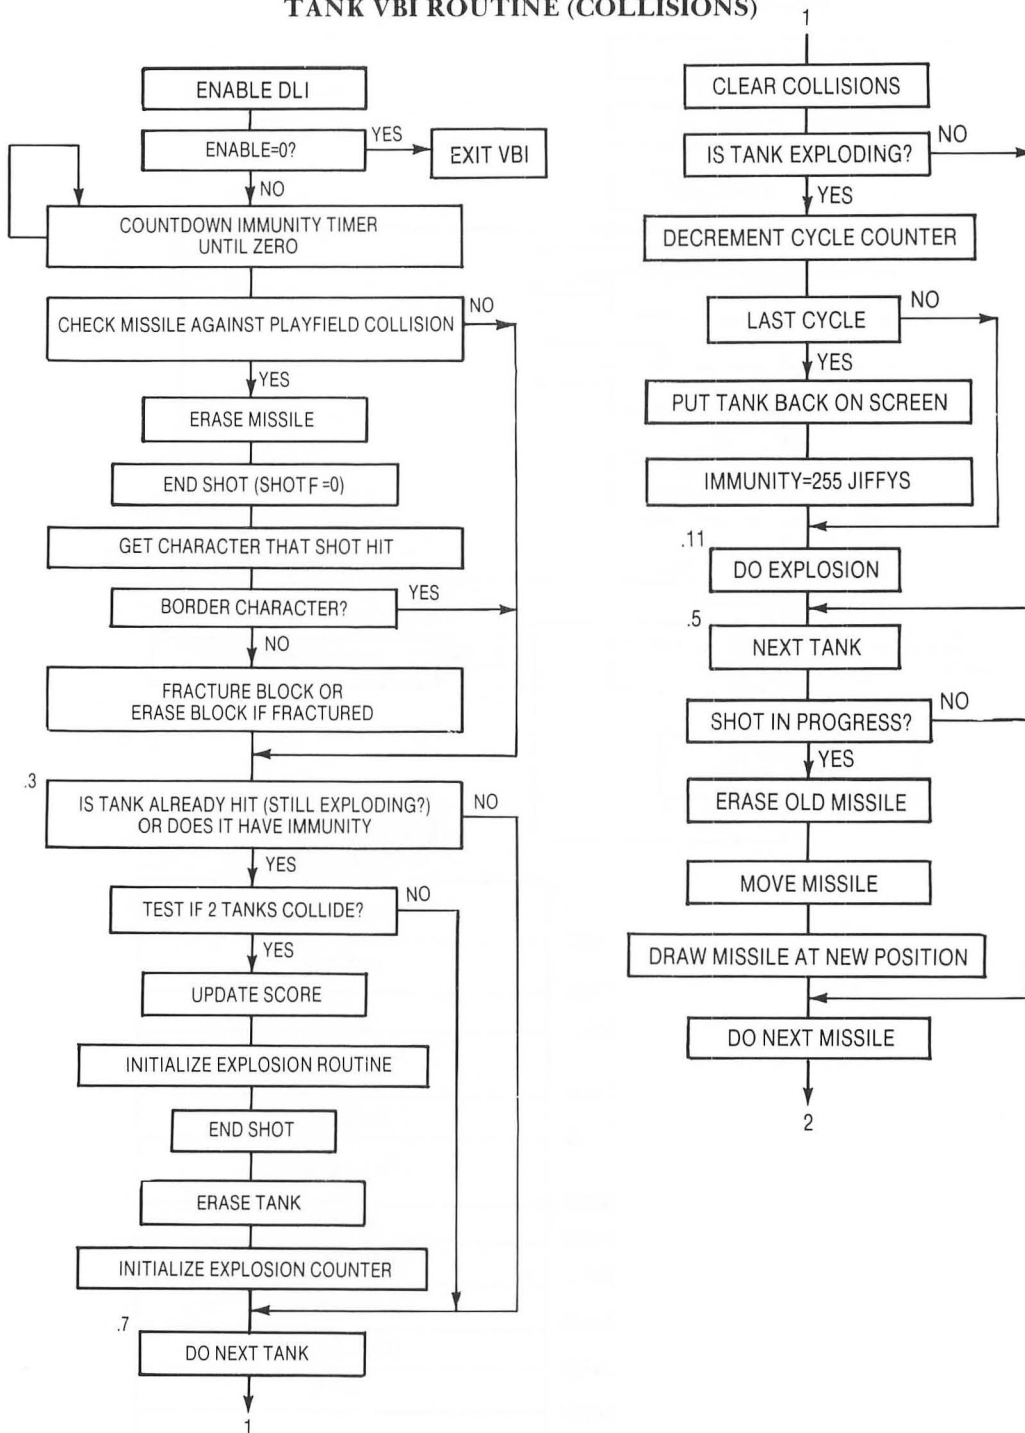 TANK VBI ROUTINE (COLLISIONS)
ENABLE DLI
ENABLE=0?
YES
EXIT VBI
NO
COUNTDOWN IMMUNITY TIMER
UNTIL ZERO
CHECK MISSILE AGAINST PLAYFIELD COLLISION
NO
YES
ERASE MISSILE
END SHOT (SHOTF=0)
GET CHARACTER THAT SHOT HIT
BORDER CHARACTER?
YES
NO
FRACTURE BLOCK OR
ERASE BLOCK IF FRACTURED
.3
IS TANK ALREADY HIT (STILL EXPLODING?)
OR DOES IT HAVE IMMUNITY
NO
YES
TEST IF 2 TANKS COLLIDE?
NO
YES
UPDATE SCORE
INITIALIZE EXPLOSION ROUTINE
END SHOT
ERASE TANK
INITIALIZE EXPLOSION COUNTER
.7
DO NEXT TANK
1
1
CLEAR COLLISIONS
IS TANK EXPLODING?
NO
YES
DECREMENT CYCLE COUNTER
LAST CYCLE
NO
YES
PUT TANK BACK ON SCREEN
IMMUNITY=255 JIFFYS
.11
DO EXPLOSION
.5
NEXT TANK
SHOT IN PROGRESS?
NO
YES
ERASE OLD MISSILE
MOVE MISSILE
DRAW MISSILE AT NEW POSITION
DO NEXT MISSILE
2